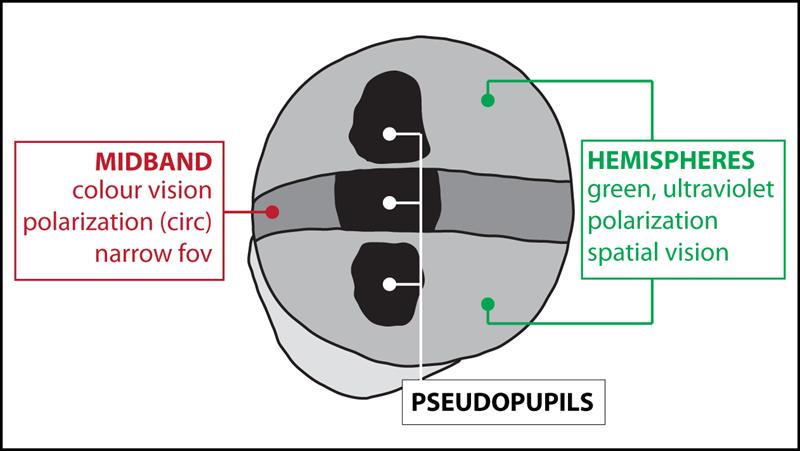 MIDBAND
colour vision
polarization (circ)
narrow fov
HEMISPHERES
green, ultraviolet
polarization
spatial vision
PSEUDOPUPILS